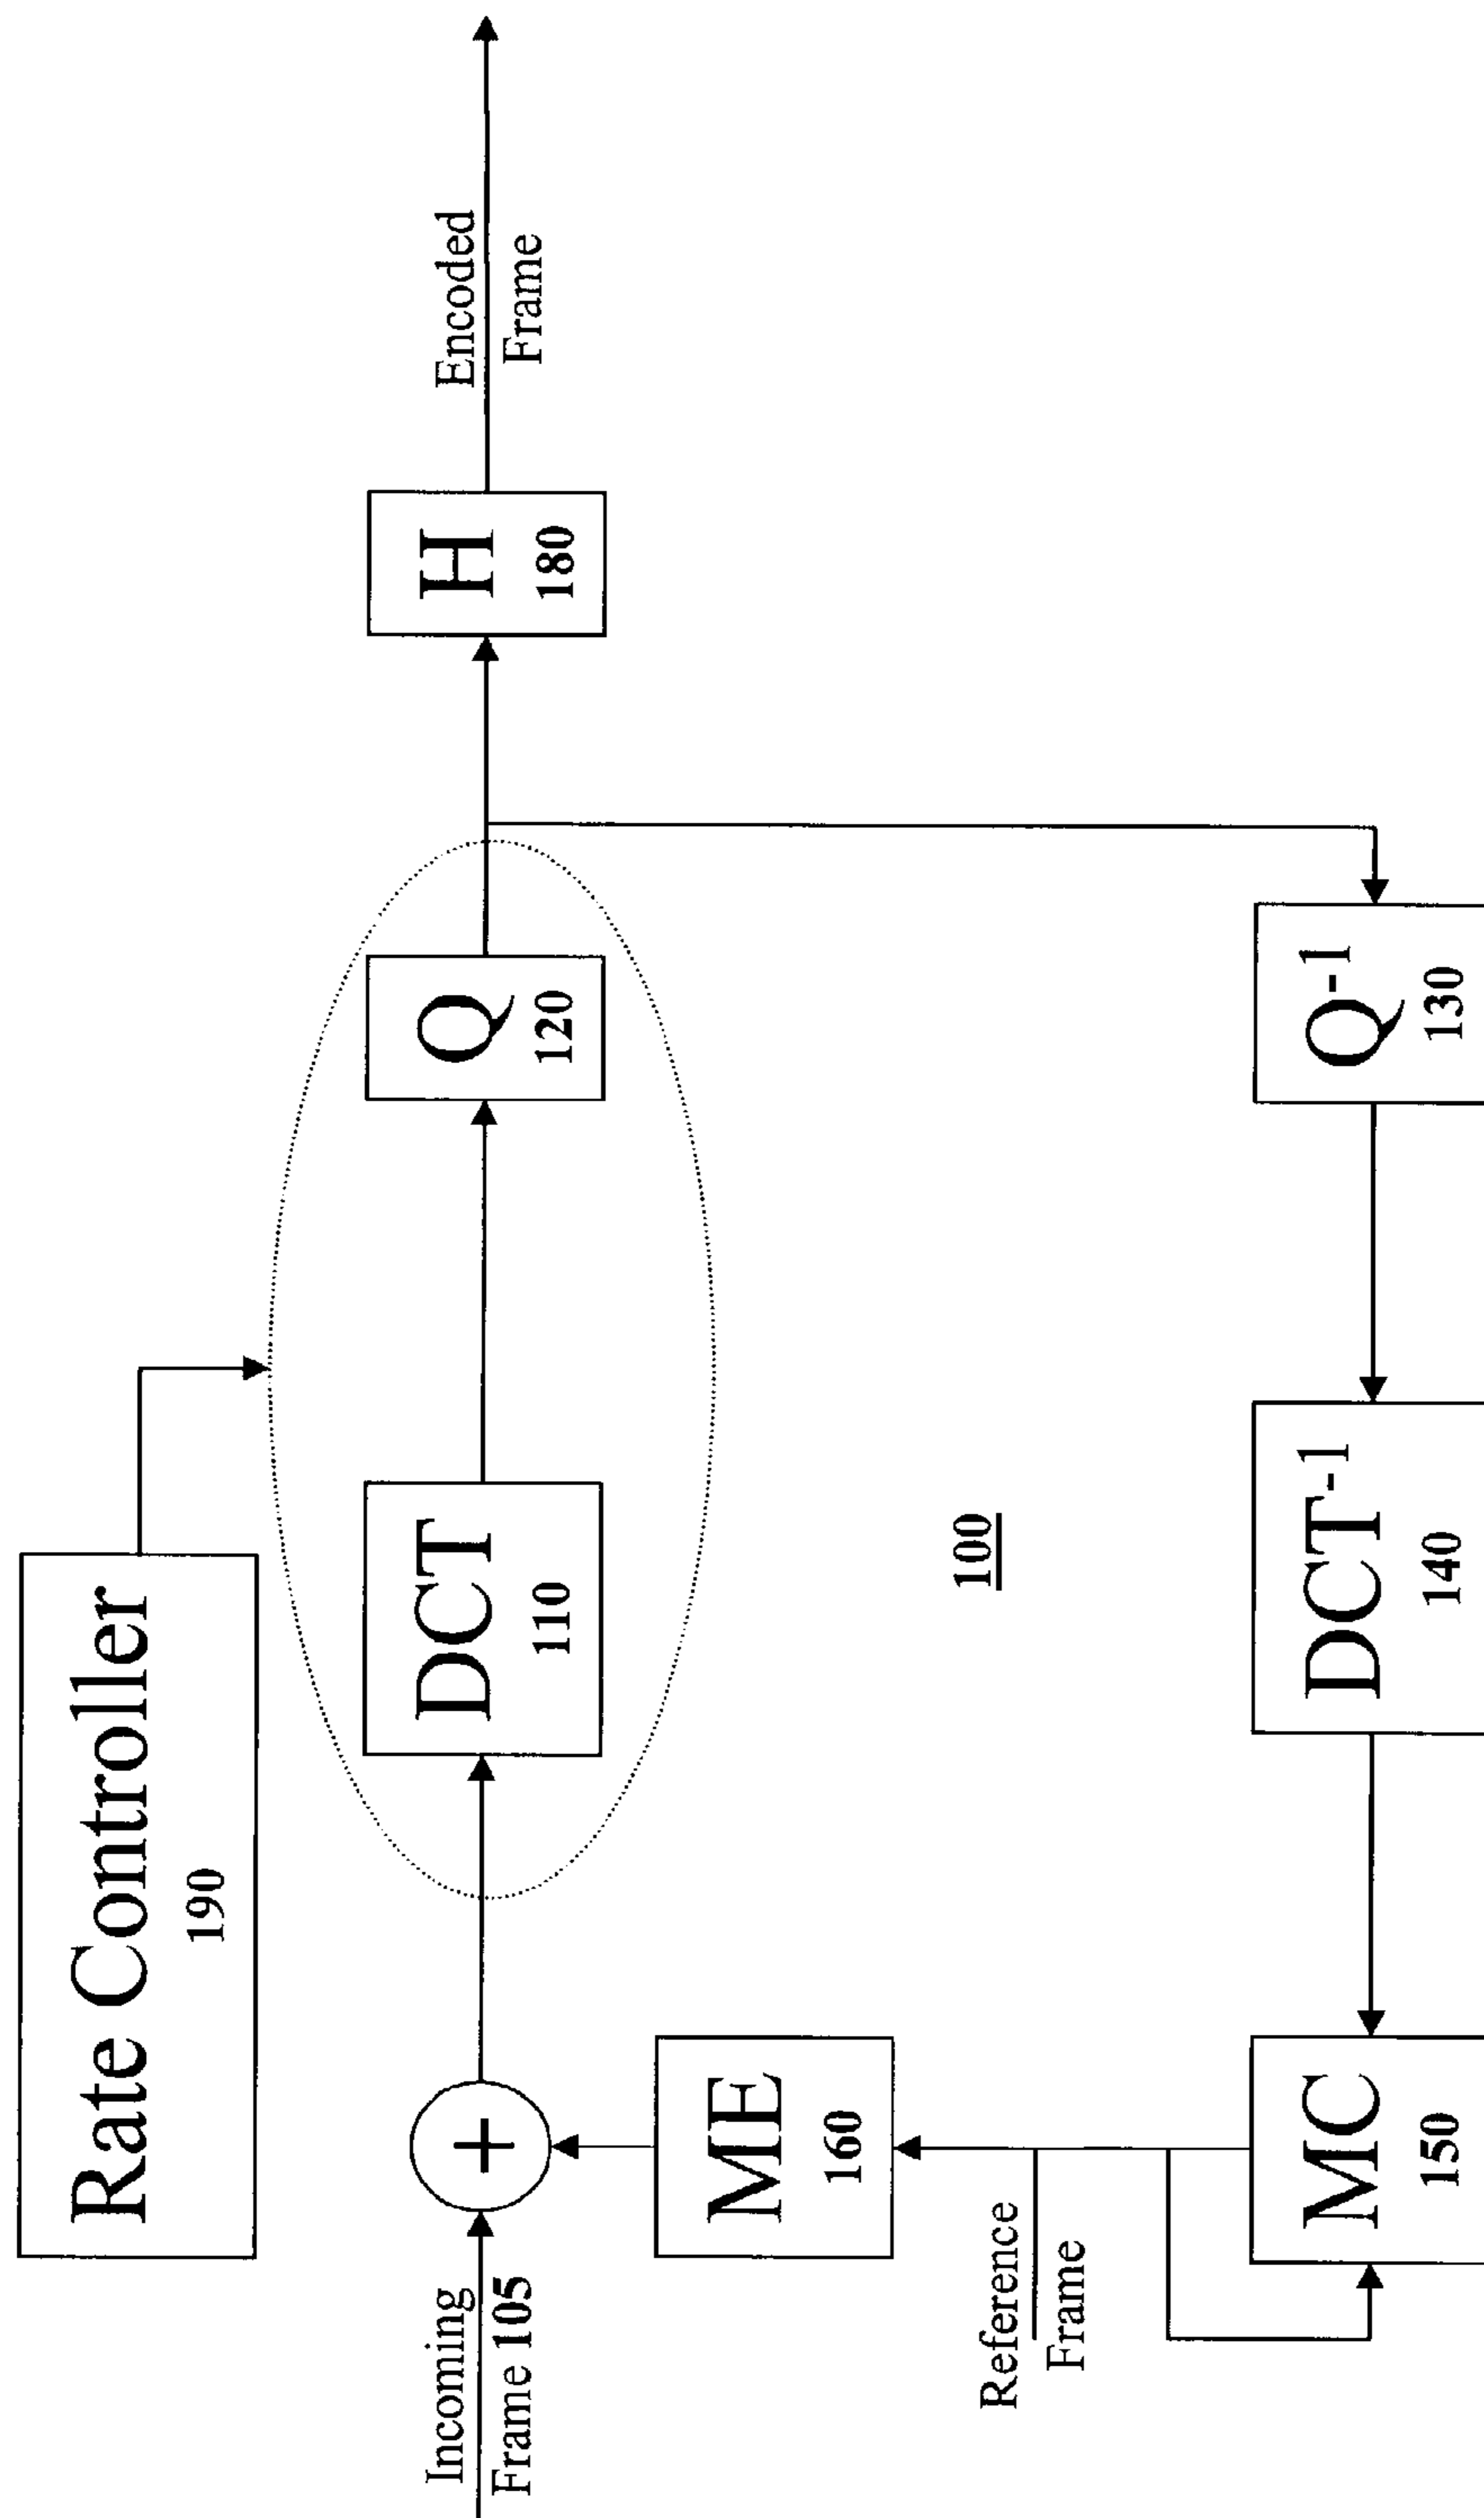 Rate Controller
190
Incoming
Frame 105
DCT
110
Q
120
H
180
Encoded
Frame
ME
160
100
Reference
Frame
MC
150
DCT-1
140
Q-1
130